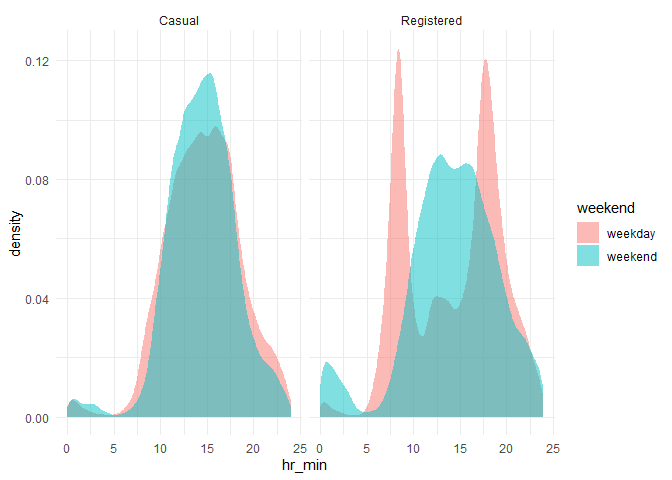 Casual Registered
0.12
0.08
0.04
0.00
density
0 5 10 15 20 25 0 5 10 15 20 25
hr_min
weekend
weekday
weekend